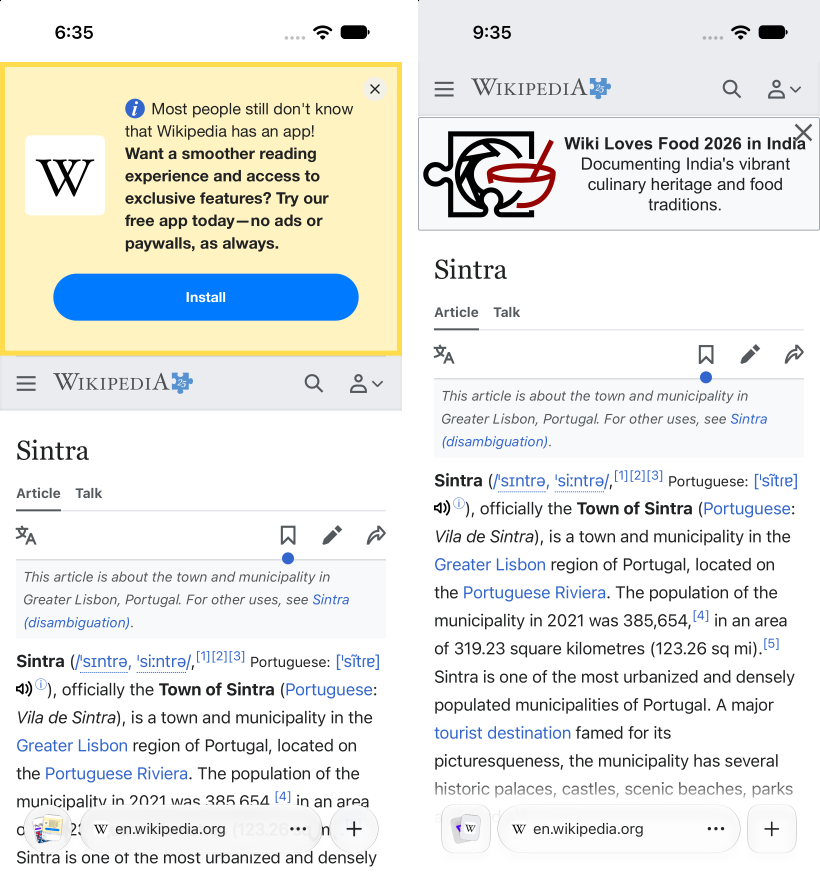 6:35
Most people still don't know
that Wikipedia has an app!
Want a smoother reading
experience and access to
exclusive features? Try our
free app today—no ads or
paywalls, as always.
W
Install
WIKIPEDIA 25
Sintra
Article Talk
This article is about the town and municipality in
Greater Lisbon, Portugal. For other uses, see Sintra
(disambiguation).
Sintra (/ˈsɪntrə, ˈsiːntrə/,[1][2][3] Portuguese: [ˈsĩtɾɐ]
), officially the Town of Sintra (Portuguese:
Vila de Sintra), is a town and municipality in the
Greater Lisbon region of Portugal, located on
the Portuguese Riviera. The population of the
municipality in 2021 was 385,654,[4] in an area
W en.wikipedia.org
Sintra is one of the most urbanized and densely
9:35
WIKIPEDIA 25
Wiki Loves Food 2026 in India
Documenting India's vibrant
culinary heritage and food
traditions.
Sintra
Article Talk
This article is about the town and municipality in
Greater Lisbon, Portugal. For other uses, see Sintra
(disambiguation).
Sintra (/ˈsɪntrə, ˈsiːntrə/,[1][2][3] Portuguese: [ˈsĩtɾɐ]
), officially the Town of Sintra (Portuguese:
Vila de Sintra), is a town and municipality in the
Greater Lisbon region of Portugal, located on
the Portuguese Riviera. The population of the
municipality in 2021 was 385,654,[4] in an area
of 319.23 square kilometres (123.26 sq mi).[5]
Sintra is one of the most urbanized and densely
populated municipalities of Portugal. A major
tourist destination famed for its
picturesqueness, the municipality has several
historic palaces, castles, scenic beaches, parks
W en.wikipedia.org